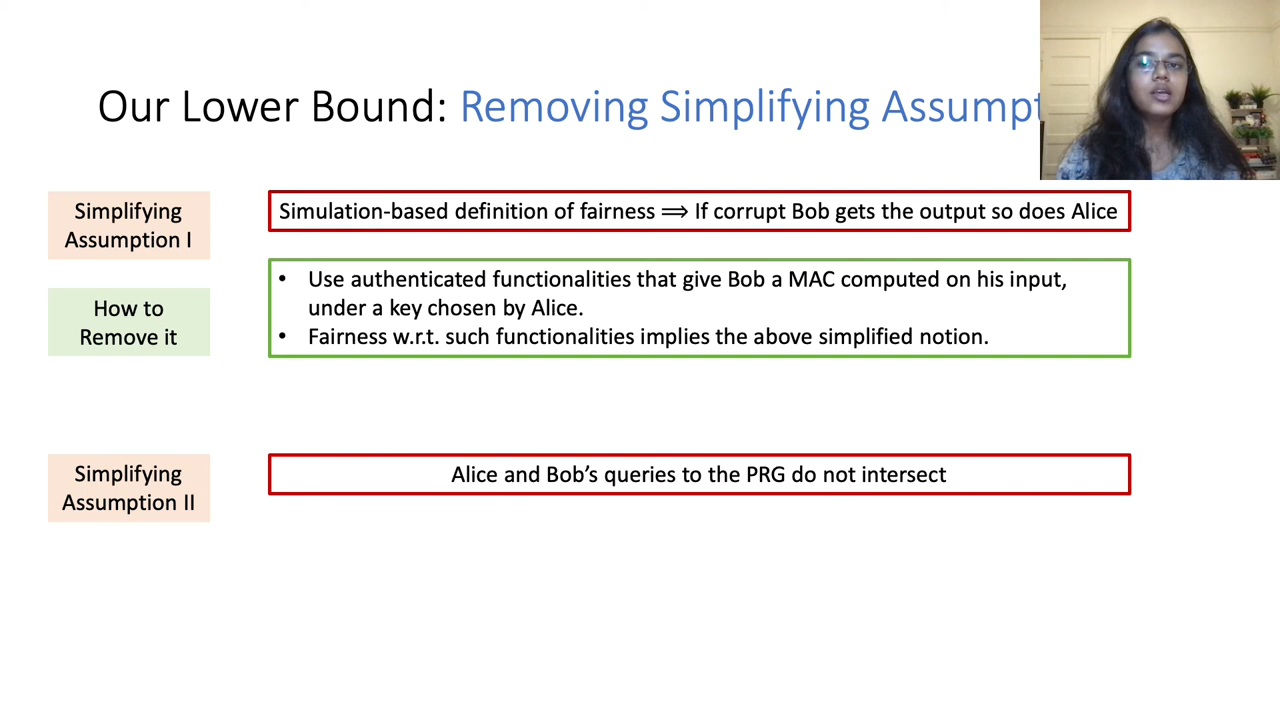 Our Lower Bound: Removing Simplifying Assumpt
Simplifying
Assumption I
Simulation-based definition of fairness ⟹ If corrupt Bob gets the output so does Alice
How to
Remove it
• Use authenticated functionalities that give Bob a MAC computed on his input,
under a key chosen by Alice.
• Fairness w.r.t. such functionalities implies the above simplified notion.
Simplifying
Assumption II
Alice and Bob’s queries to the PRG do not intersect